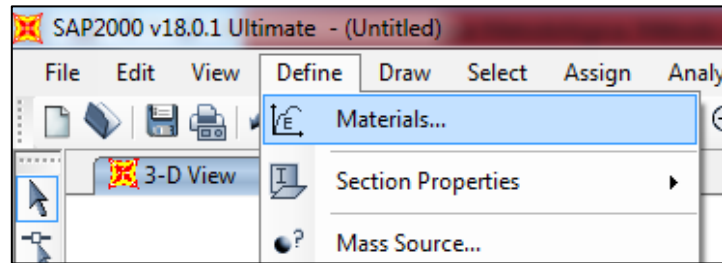 SAP2000 v18.0.1 Ultimate - (Untitled)
File Edit View Define Draw Select Assign Analy
E Materials...
3-D View I Section Properties
? Mass Source...